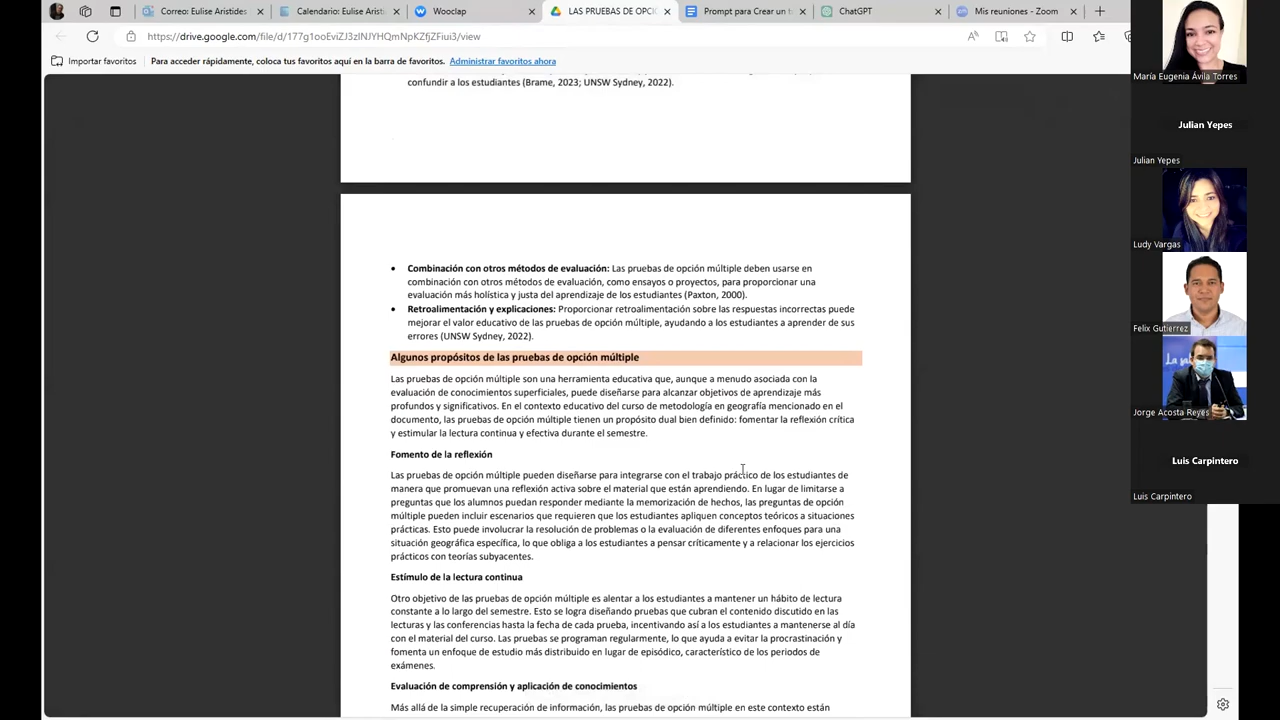 Correo: Eulise Aristides
Calendario: Eulise Arist
Wooclap
LAS PRUEBAS DE OPCI
Prompt para Crear un b
ChatGPT
Mis reuniones - Zoom
https://drive.google.com/file/d/177g1ooEviZJ3zINJYHQmNpKZfjZFiui3/view
Importar favoritos
Para acceder rápidamente, coloca tus favoritos aquí en la barra de favoritos. Administrar favoritos ahora
confundir a los estudiantes (Brame, 2023; UNSW Sydney, 2022).
• Combinación con otros métodos de evaluación: Las pruebas de opción múltiple deben usarse en
combinación con otros métodos de evaluación, como ensayos o proyectos, para proporcionar una
evaluación más holística y justa del aprendizaje de los estudiantes (Paxton, 2000).
• Retroalimentación y explicaciones: Proporcionar retroalimentación sobre las respuestas incorrectas puede
mejorar el valor educativo de las pruebas de opción múltiple, ayudando a los estudiantes a aprender de sus
errores (UNSW Sydney, 2022).
Algunos propósitos de las pruebas de opción múltiple
Las pruebas de opción múltiple son una herramienta educativa que, aunque a menudo asociada con la
evaluación de conocimientos superficiales, puede diseñarse para alcanzar objetivos de aprendizaje más
profundos y significativos. En el contexto educativo del curso de metodología en geografía mencionado en el
documento, las pruebas de opción múltiple tienen un propósito dual bien definido: fomentar la reflexión crítica
y estimular la lectura continua y efectiva durante el semestre.
Fomento de la reflexión
Las pruebas de opción múltiple pueden diseñarse para integrarse con el trabajo práctico de los estudiantes de
manera que promuevan una reflexión activa sobre el material que están aprendiendo. En lugar de limitarse a
preguntas que los alumnos puedan responder mediante la memorización de hechos, las preguntas de opción
múltiple pueden incluir escenarios que requieren que los estudiantes apliquen conceptos teóricos a situaciones
prácticas. Esto puede involucrar la resolución de problemas o la evaluación de diferentes enfoques para una
situación geográfica específica, lo que obliga a los estudiantes a pensar críticamente y a relacionar los ejercicios
prácticos con teorías subyacentes.
Estímulo de la lectura continua
Otro objetivo de las pruebas de opción múltiple es alentar a los estudiantes a mantener un hábito de lectura
constante a lo largo del semestre. Esto se logra diseñando pruebas que cubran el contenido discutido en las
lecturas y las conferencias hasta la fecha de cada prueba, incentivando así a los estudiantes a mantenerse al día
con el material del curso. Las pruebas se programan regularmente, lo que ayuda a evitar la procrastinación y
fomenta un enfoque de estudio más distribuido en lugar de episódico, característico de los periodos de
exámenes.
Evaluación de comprensión y aplicación de conocimientos
Más allá de la simple recuperación de información, las pruebas de opción múltiple en este contexto están
María Eugenia Ávila Torres
Julian Yepes
Julian Yepes
Ludy Vargas
Felix Gutierrez
Jorge Acosta Reyes
Luis Carpintero
Luis Carpintero